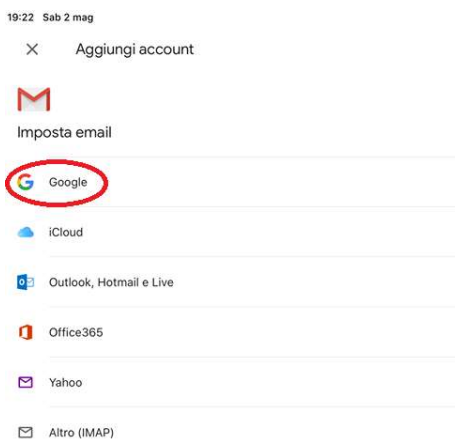 19:22 Sab 2 mag
Aggiungi account
Imposta email
Google
iCloud
Outlook, Hotmail e Live
Office365
Yahoo
Altro (IMAP)